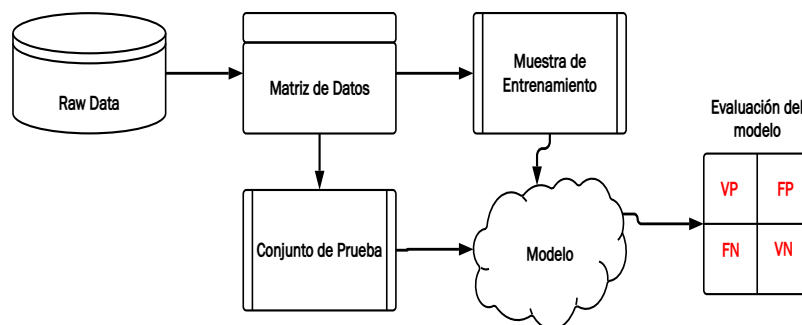 Raw Data
Matriz de Datos
Muestra de
Entrenamiento
Evaluación del
modelo
VP
FP
FN
VN
Conjunto de Prueba
Modelo